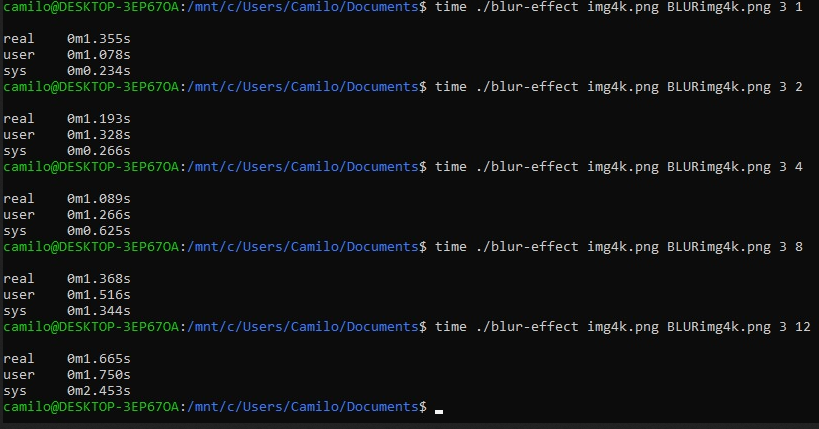 camilo@DESKTOP-3EP67OA:/mnt/c/Users/Camilo/Documents$ time ./blur-effect img4k.png BLURimg4k.png 3 1
real 0m1.355s
user 0m1.078s
sys 0m0.234s
camilo@DESKTOP-3EP67OA:/mnt/c/Users/Camilo/Documents$ time ./blur-effect img4k.png BLURimg4k.png 3 2
real 0m1.193s
user 0m1.328s
sys 0m0.266s
camilo@DESKTOP-3EP67OA:/mnt/c/Users/Camilo/Documents$ time ./blur-effect img4k.png BLURimg4k.png 3 4
real 0m1.089s
user 0m1.266s
sys 0m0.625s
camilo@DESKTOP-3EP67OA:/mnt/c/Users/Camilo/Documents$ time ./blur-effect img4k.png BLURimg4k.png 3 8
real 0m1.368s
user 0m1.516s
sys 0m1.344s
camilo@DESKTOP-3EP67OA:/mnt/c/Users/Camilo/Documents$ time ./blur-effect img4k.png BLURimg4k.png 3 12
real 0m1.665s
user 0m1.750s
sys 0m2.453s
camilo@DESKTOP-3EP67OA:/mnt/c/Users/Camilo/Documents$